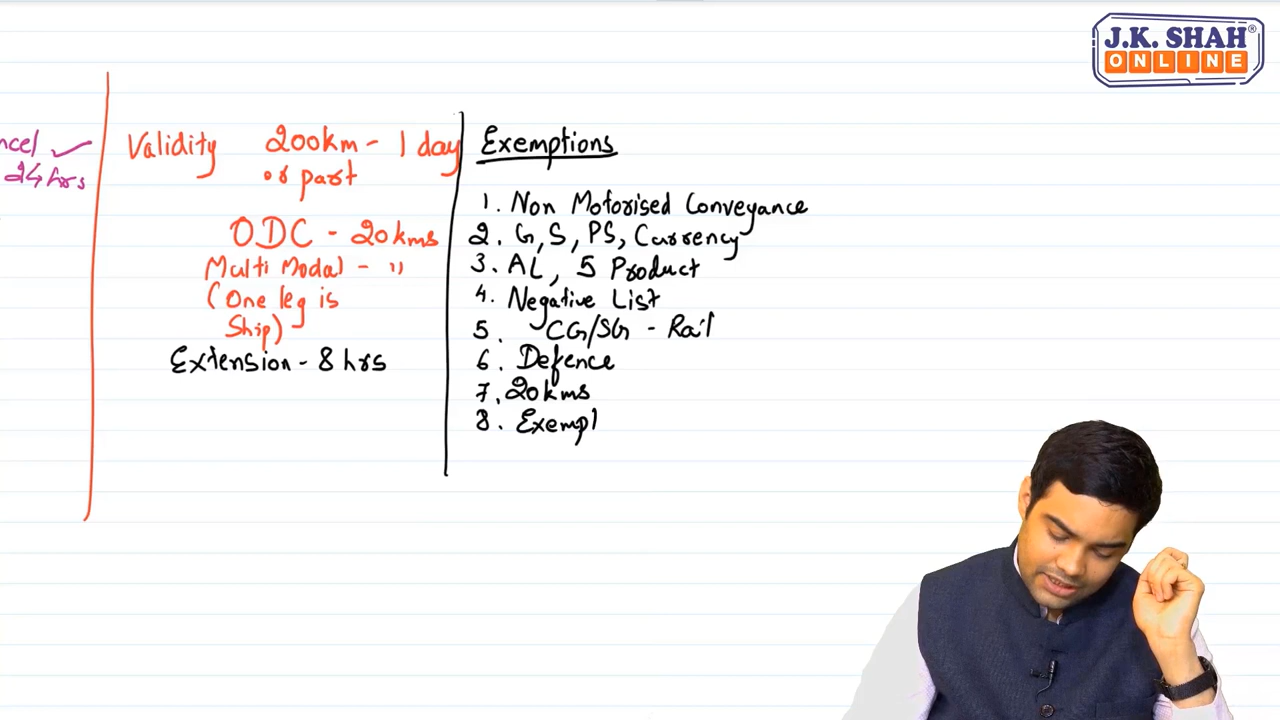 J.K. SHAH®
ONLINE
ncel
24hrs
Validity 200km - 1 day
or part
ODC - 20kms
Multi Modal - "
(One leg is
Ship)
Extension - 8 hrs
Exemptions
1. Non Motorised Conveyance
2. G, S, PS, Currency
3. AL, 5 Product
4. Negative List
5. CG/SG - Rail
6. Defence
7. 20kms
8. Exempl